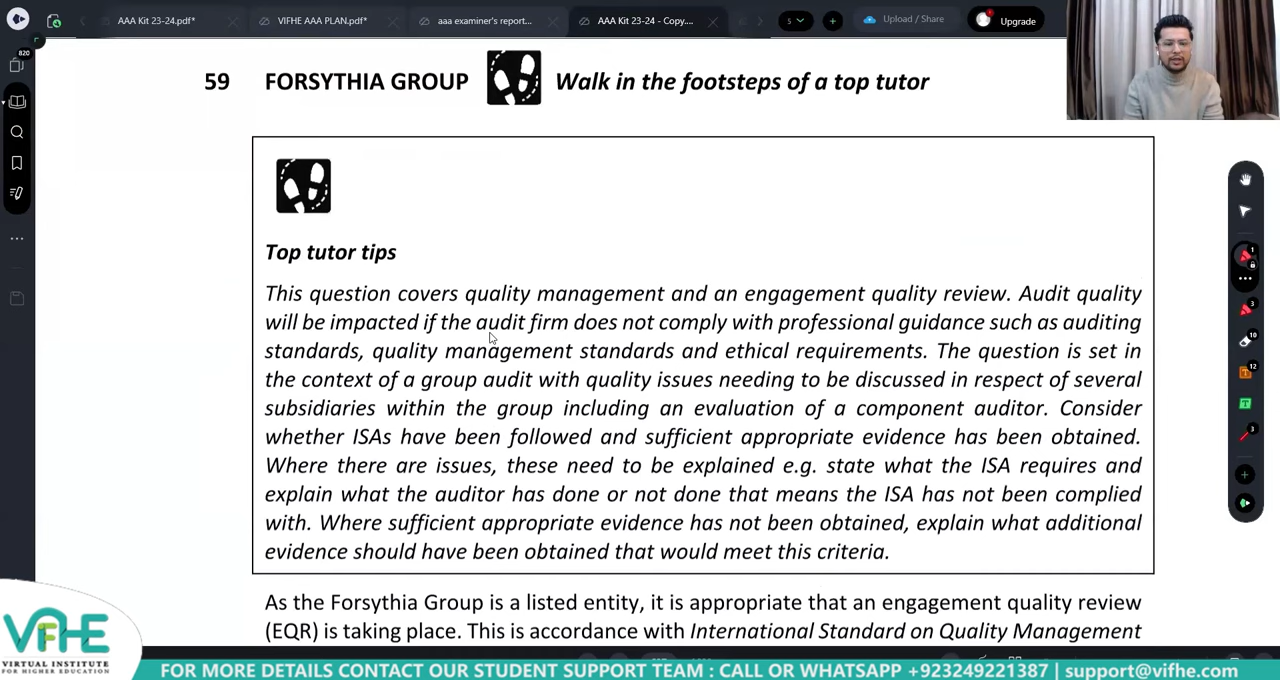 AAA Kit 23-24.pdf*
VIFHE AAA PLAN.pdf*
aaa examiner's report...
AAA Kit 23-24 - Copy....
5
Upload / Share
Upgrade
820
59 FORSYTHIA GROUP Walk in the footsteps of a top tutor
Top tutor tips
This question covers quality management and an engagement quality review. Audit quality
will be impacted if the audit firm does not comply with professional guidance such as auditing
standards, quality management standards and ethical requirements. The question is set in
the context of a group audit with quality issues needing to be discussed in respect of several
subsidiaries within the group including an evaluation of a component auditor. Consider
whether ISAs have been followed and sufficient appropriate evidence has been obtained.
Where there are issues, these need to be explained e.g. state what the ISA requires and
explain what the auditor has done or not done that means the ISA has not been complied
with. Where sufficient appropriate evidence has not been obtained, explain what additional
evidence should have been obtained that would meet this criteria.
As the Forsythia Group is a listed entity, it is appropriate that an engagement quality review
(EQR) is taking place. This is accordance with International Standard on Quality Management
1
3
10
12
T
3
VIFHE
VIRTUAL INSTITUTE
FOR HIGHER EDUCATION
FOR MORE DETAILS CONTACT OUR STUDENT SUPPORT TEAM : CALL OR WHATSAPP +923249221387 | support@vifhe.com